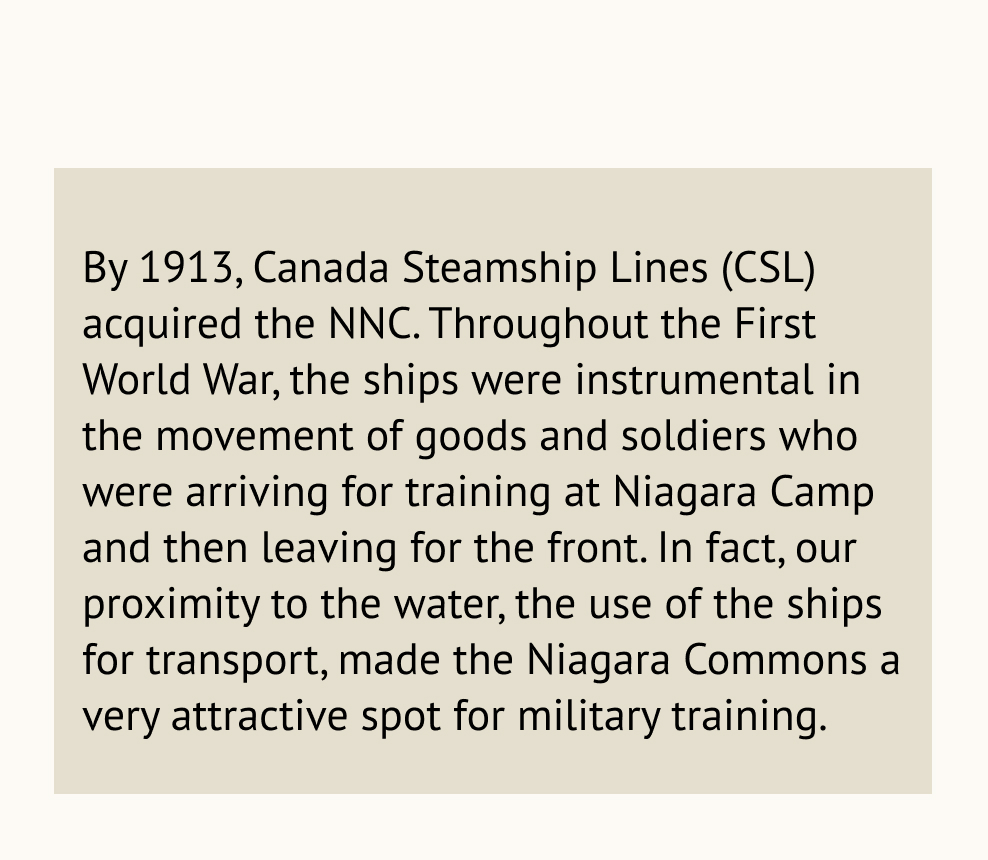 By 1913, Canada Steamship Lines (CSL)
acquired the NNC. Throughout the First
World War, the ships were instrumental in
the movement of goods and soldiers who
were arriving for training at Niagara Camp
and then leaving for the front. In fact, our
proximity to the water, the use of the ships
for transport, made the Niagara Commons a
very attractive spot for military training.